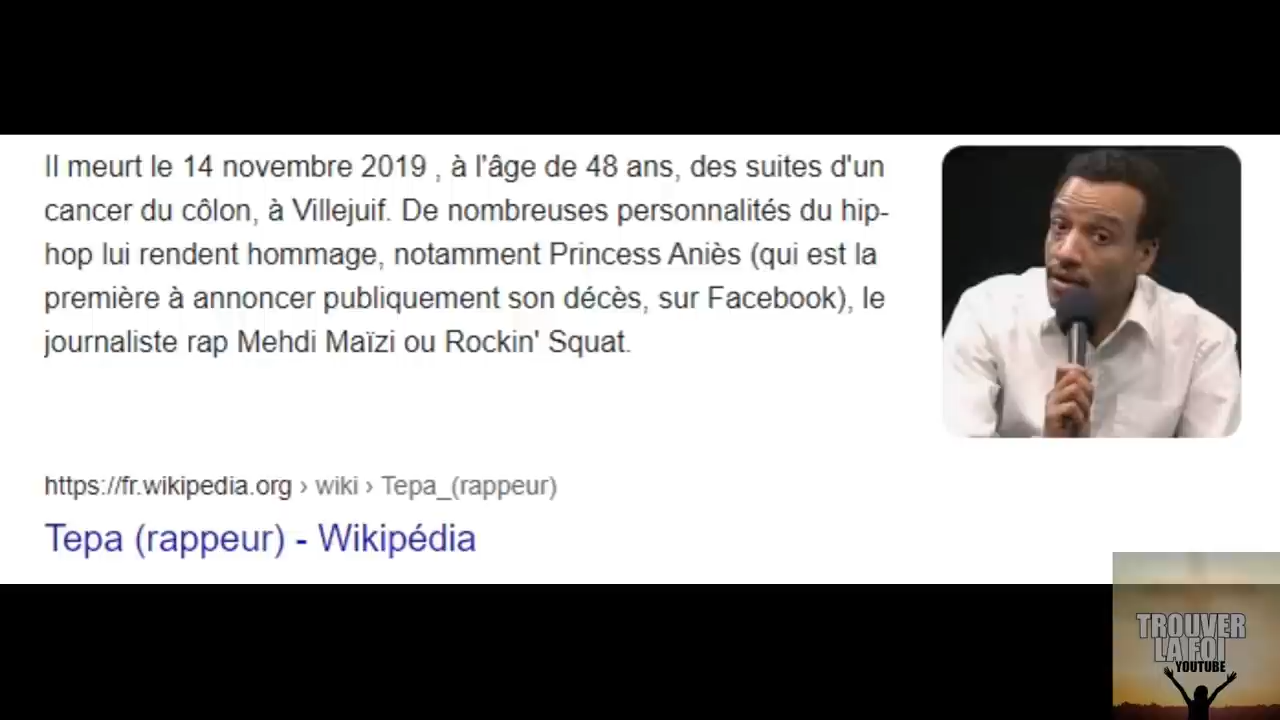 Il meurt le 14 novembre 2019 , à l'âge de 48 ans, des suites d'un
cancer du côlon, à Villejuif. De nombreuses personnalités du hip-
hop lui rendent hommage, notamment Princess Aniès (qui est la
première à annoncer publiquement son décès, sur Facebook), le
journaliste rap Mehdi Maïzi ou Rockin' Squat.
https://fr.wikipedia.org › wiki › Tepa_(rappeur)
Tepa (rappeur) - Wikipédia
TROUVER
LA FOI
YOUTUBE